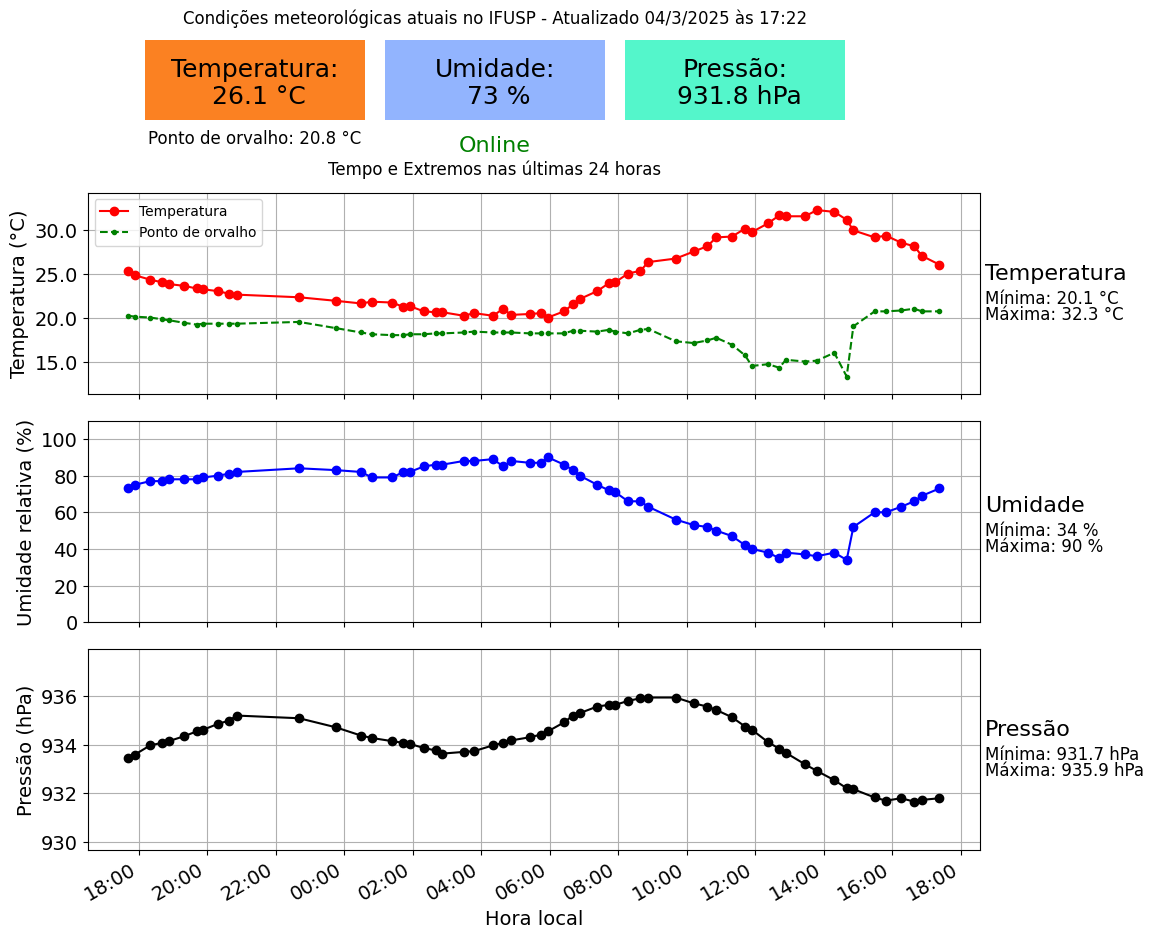 Condições meteorológicas atuais no IFUSP - Atualizado 04/3/2025 às 17:22
Temperatura:
26.1 °C
Umidade:
73 %
Pressão:
931.8 hPa
Ponto de orvalho: 20.8 °C
Online
Tempo e Extremos nas últimas 24 horas
Temperatura (°C)
30.0
25.0
20.0
15.0
Temperatura
Ponto de orvalho
Temperatura
Mínima: 20.1 °C
Máxima: 32.3 °C
Umidade relativa (%)
100
80
60
40
20
0
Umidade
Mínima: 34 %
Máxima: 90 %
Pressão (hPa)
936
934
932
930
Pressão
Mínima: 931.7 hPa
Máxima: 935.9 hPa
18:00
20:00
22:00
00:00
02:00
04:00
06:00
08:00
10:00
12:00
14:00
16:00
18:00
Hora local